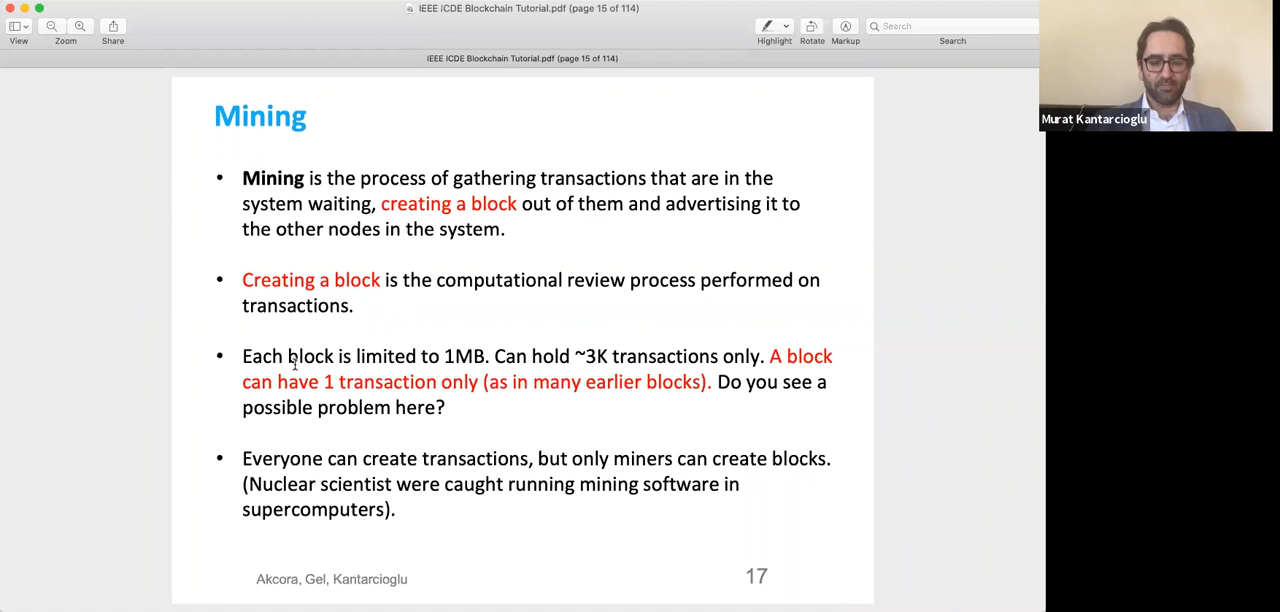 IEEE ICDE Blockchain Tutorial.pdf (page 15 of 114)
View
Zoom
Share
Highlight
Rotate
Markup
Search
Search
IEEE ICDE Blockchain Tutorial.pdf (page 15 of 114)
Murat Kantarcioglu
Mining
• Mining is the process of gathering transactions that are in the
system waiting, creating a block out of them and advertising it to
the other nodes in the system.
• Creating a block is the computational review process performed on
transactions.
• Each block is limited to 1MB. Can hold ~3K transactions only. A block
can have 1 transaction only (as in many earlier blocks). Do you see a
possible problem here?
• Everyone can create transactions, but only miners can create blocks.
(Nuclear scientist were caught running mining software in
supercomputers).
Akcora, Gel, Kantarcioglu
17